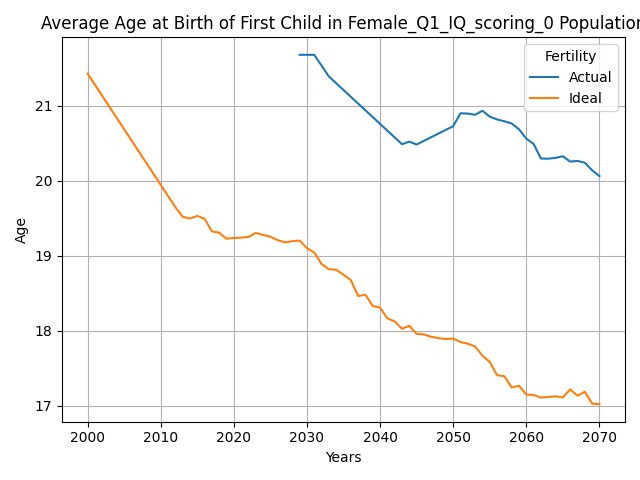 Average Age at Birth of First Child in Female_Q1_IQ_scoring_0 Population
Fertility
Actual
Ideal
Age
21
20
19
18
17
2000 2010 2020 2030 2040 2050 2060 2070
Years